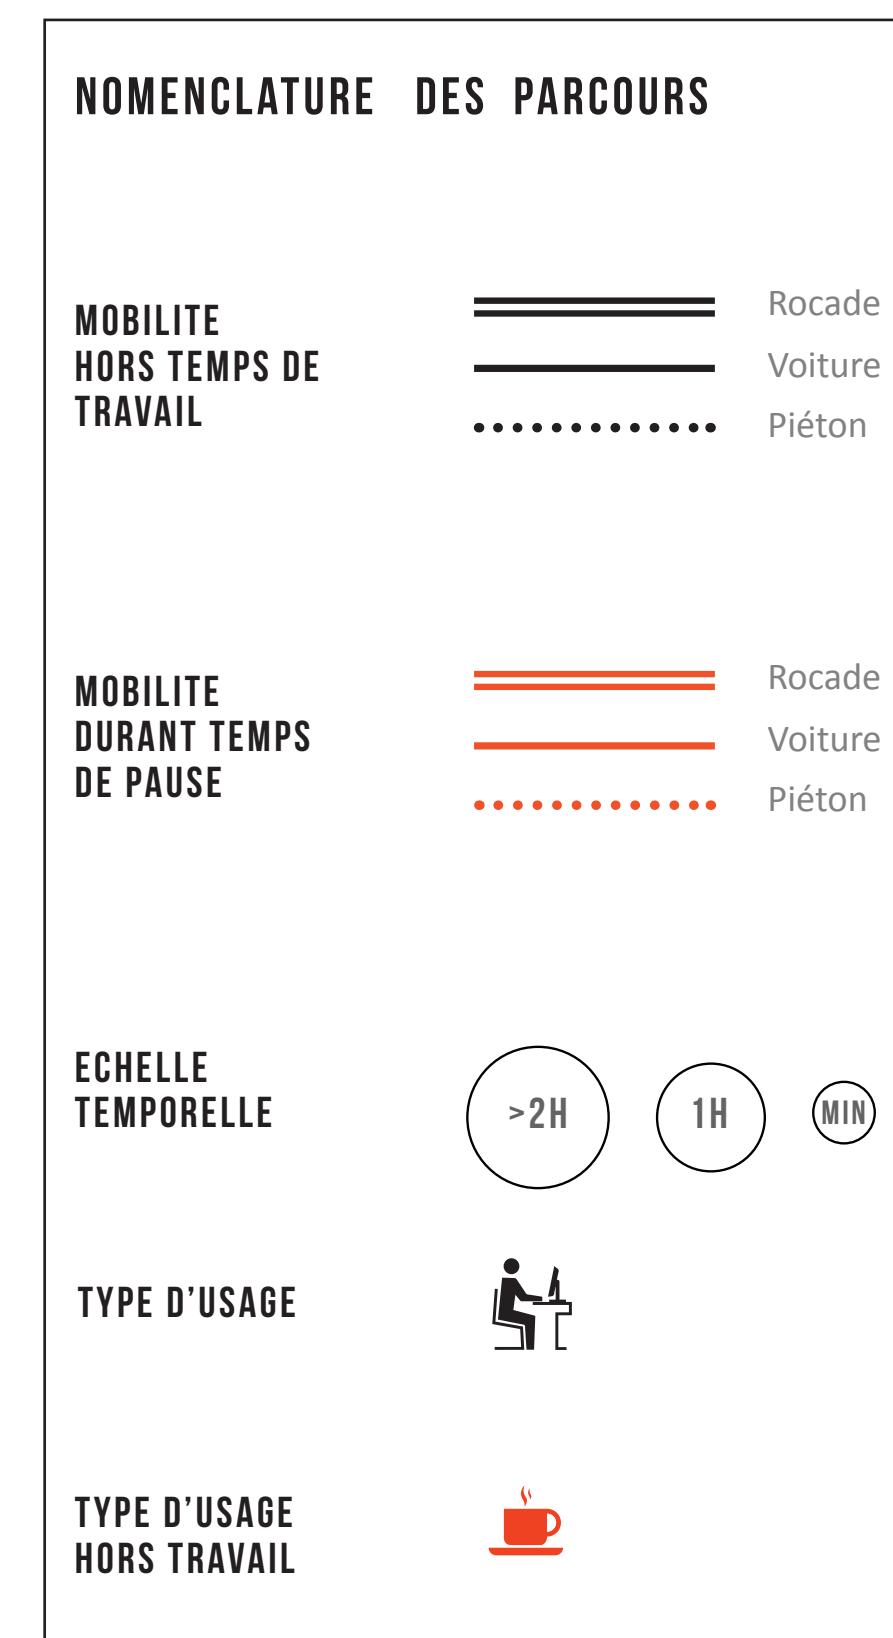 NOMENCLATURE DES PARCOURS
MOBILITE
HORS TEMPS DE
TRAVAIL
Rocade
Voiture
Piéton
MOBILITE
DURANT TEMPS
DE PAUSE
Rocade
Voiture
Piéton
ECHELLE
TEMPORELLE
>2H
1H
MIN
TYPE D'USAGE
TYPE D'USAGE
HORS TRAVAIL